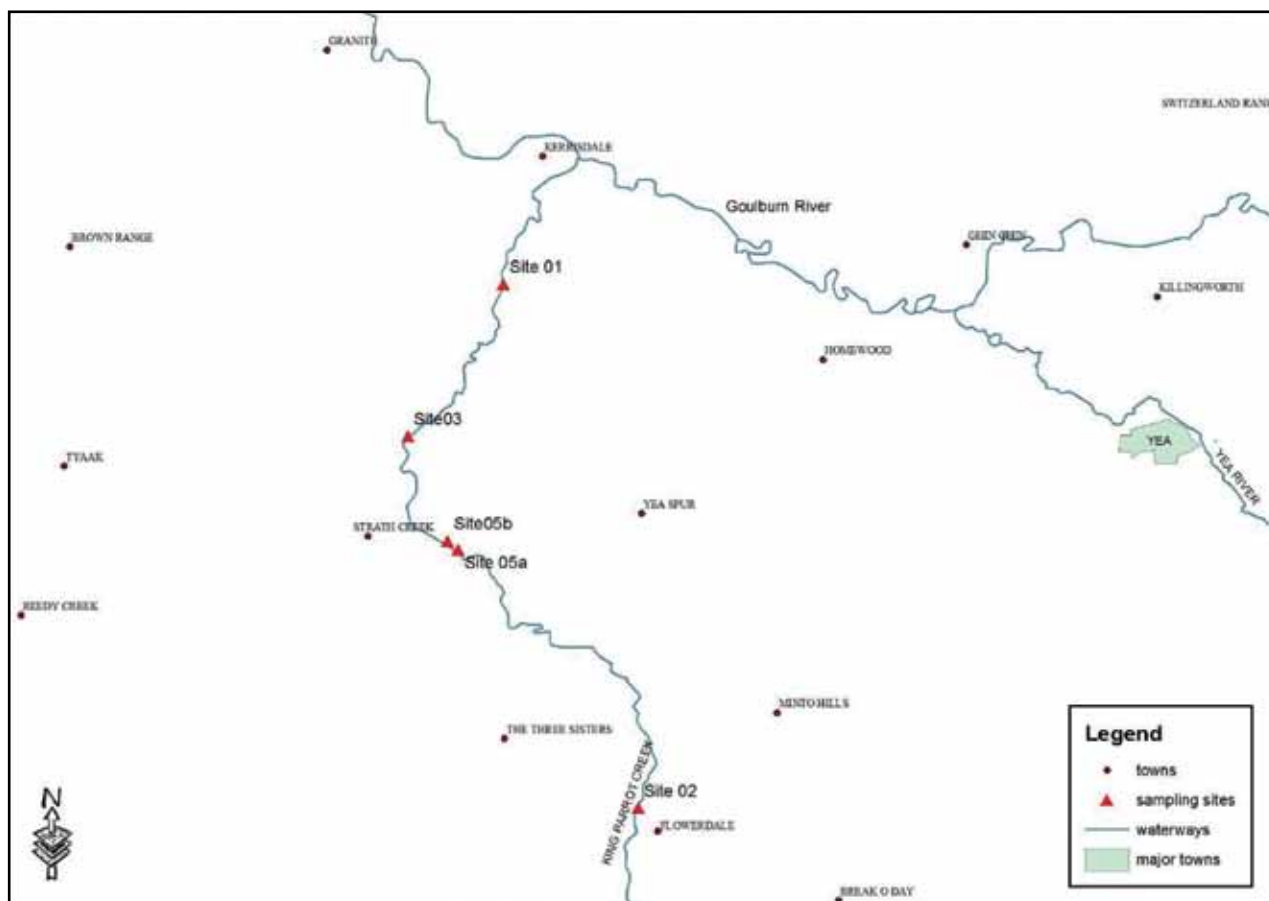 GRANITE
SWITZERLAND RANG
KERRISDALE
Goulburn River
BROWN RANGE
GHIN GHIN
Site 01
KILLINGWORTH
HOMEWOOD
Site03
YEA
TYAAK
YEA RIVER
YEA SPUR
STRATH CREEK
Site05b
Site 05a
REEDY CREEK
MINTO HILLS
THE THREE SISTERS
KING PARROT CREEK
Site 02
FLOWERDALE
BREAK O DAY
Legend
towns
sampling sites
waterways
major towns
N